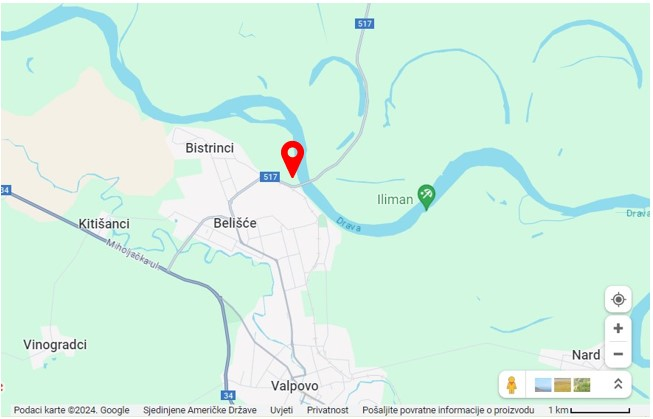 517
Bistrinci
517
34
Iliman
Drava
Kitišanci
Belišće
Drava
Miholjačka ul
Vinogradci
Nard
Valpovo
34
Podaci karte ©2024. Google Sjedinjene Američke Države Uvjeti Privatnost Pošaljite povratne informacije o proizvodu 1 km